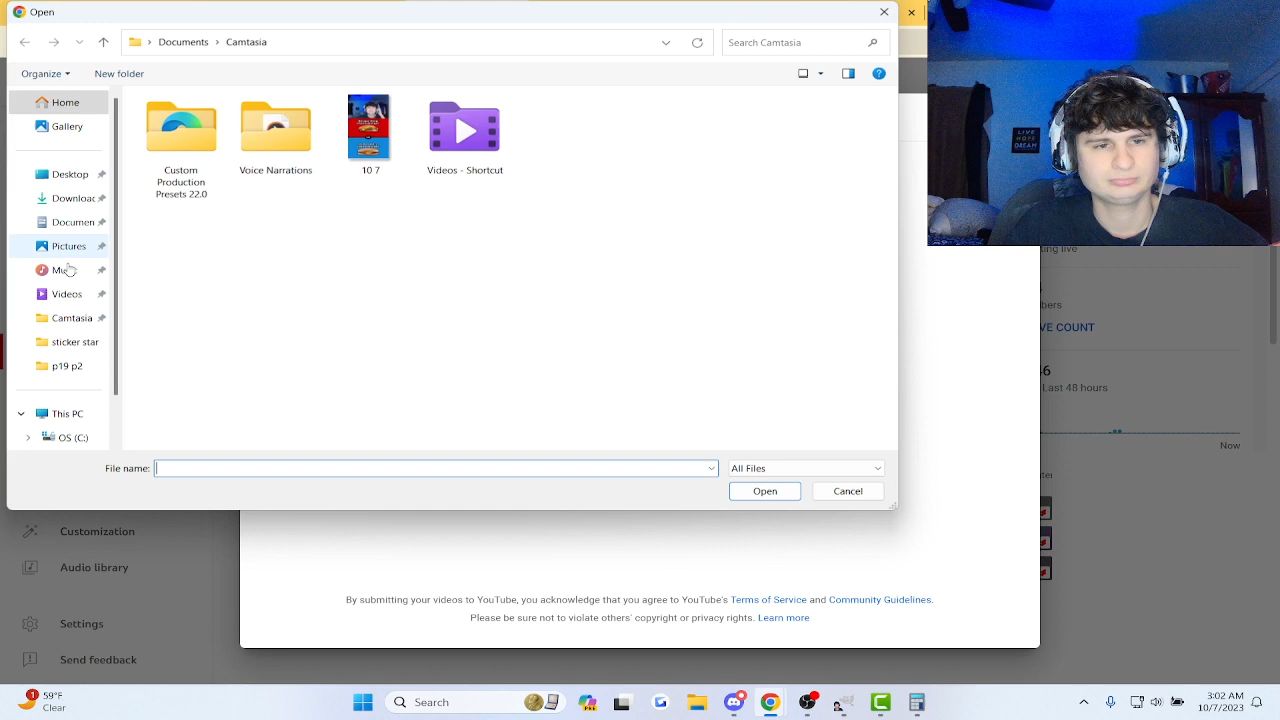 Open
Documents
Camtasia
Search Camtasia
Organize
New folder
Home
Gallery
Desktop
Downloac
Documen
Pictures
Videos
Camtasia
sticker star
p19 p2
This PC
OS (C:)
Custom
Production
Presets 22.0
Voice Narrations
10 7
Videos - Shortcut
LIVE
HOPE
DREAM
File name:
All Files
Open
Cancel
VE COUNT
46
Last 48 hours
Now
Customization
Audio library
Settings
Send feedback
By submitting your videos to YouTube, you acknowledge that you agree to YouTube's Terms of Service and Community Guidelines.
Please be sure not to violate others' copyright or privacy rights. Learn more
1
59°F
Clear
Search
3:02 AM
10/7/2023